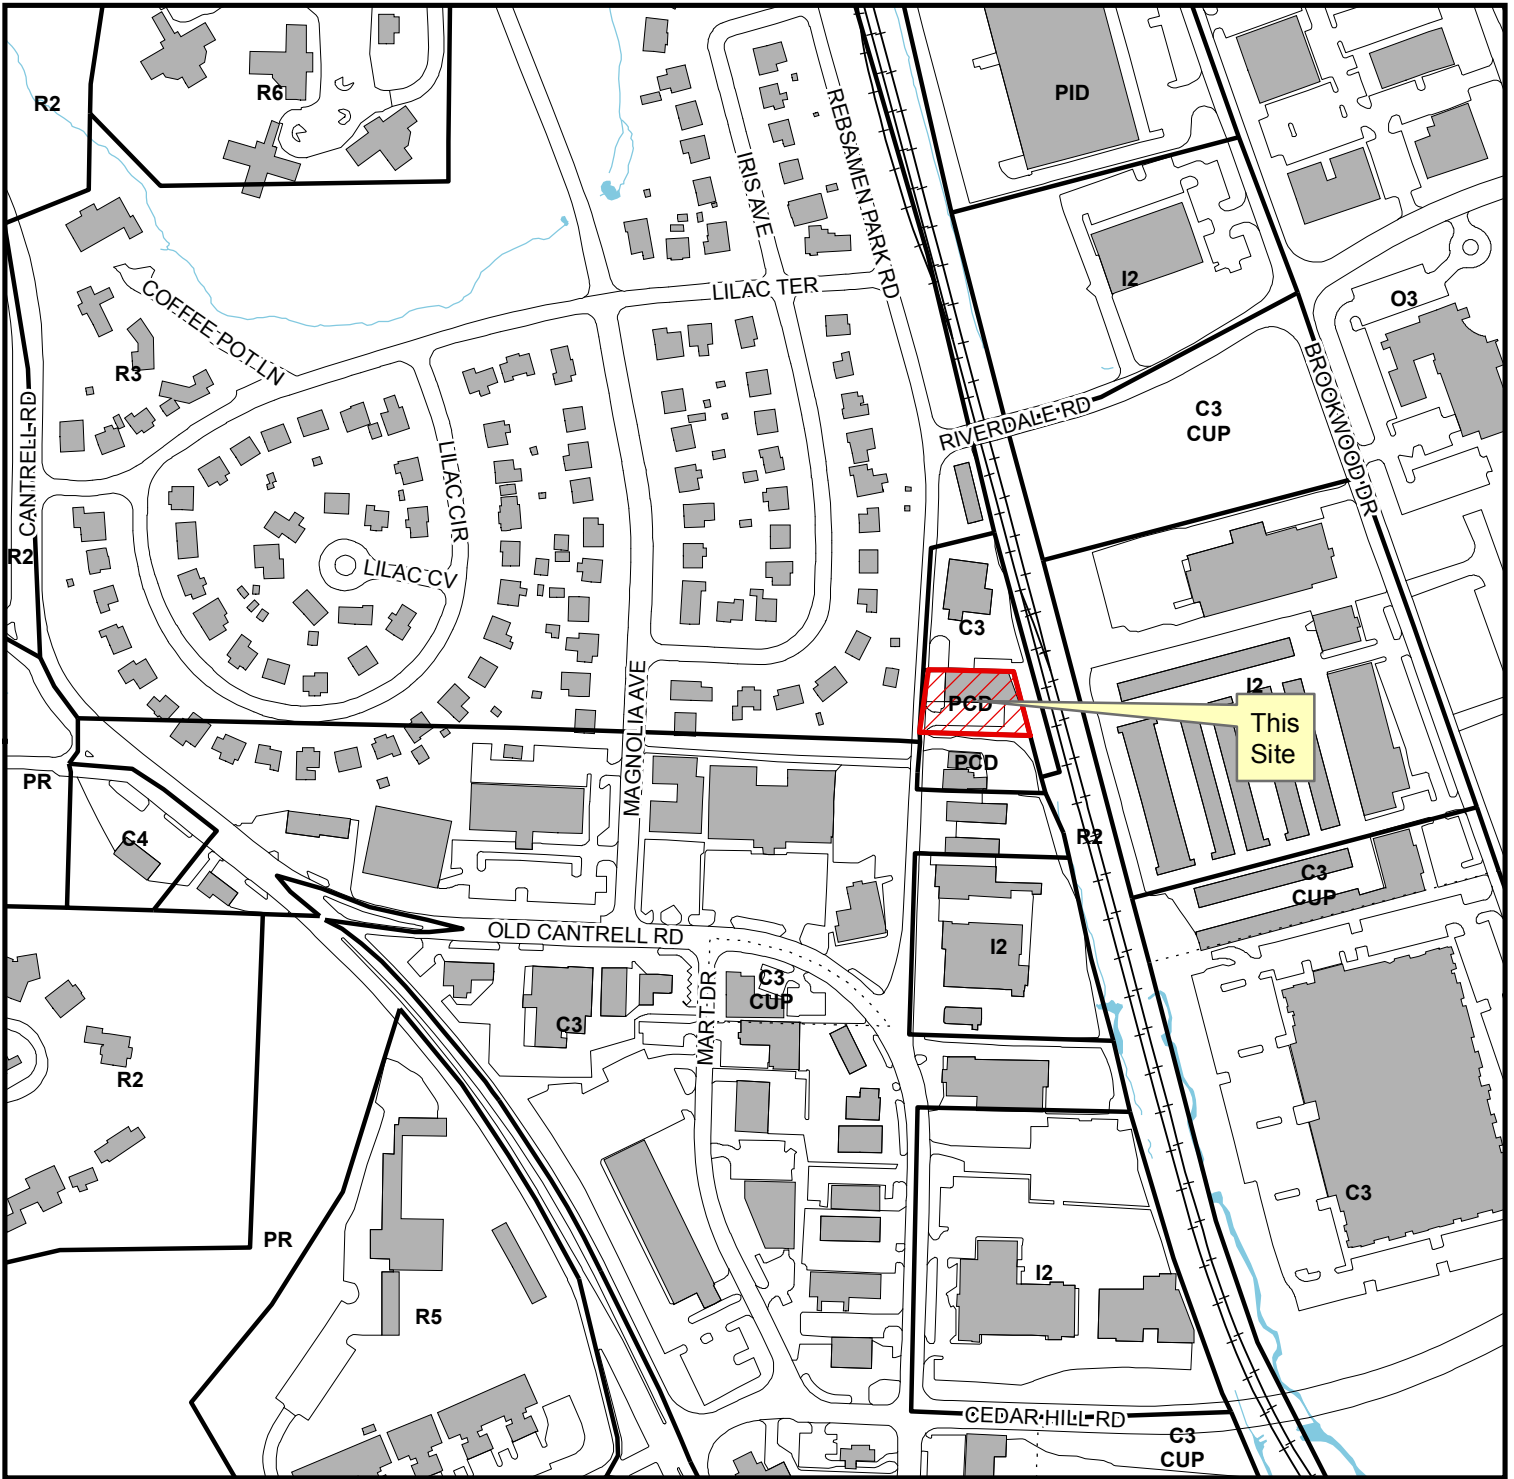 R2
R6
PID
REBSAMEN PARK RD
IRIS AVE
I2
LILAC TER
COFFEE POT LN
O3
R3
BROOKWOOD DR
C3
CUP
RIVERDALE RD
CANTRELL RD
LILAC CIR
R2
LILAC CV
C3
I2
PCD
This
Site
MAGNOLIA AVE
PCD
PR
C4
R2
C3
CUP
OLD CANTRELL RD
I2
C3
CUP
MART DR
C3
R2
C3
PR
I2
R5
CEDAR HILL RD
C3
CUP